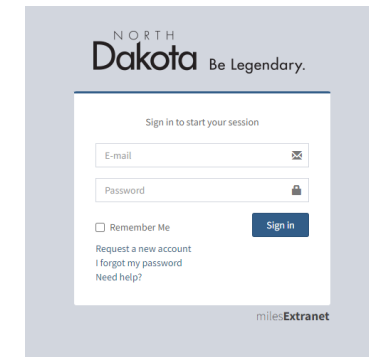 NORTH
Dakota Be Legendary.
Sign in to start your session
E-mail
Password
Remember Me
Sign in
Request a new account
I forgot my password
Need help?
milesExtranet